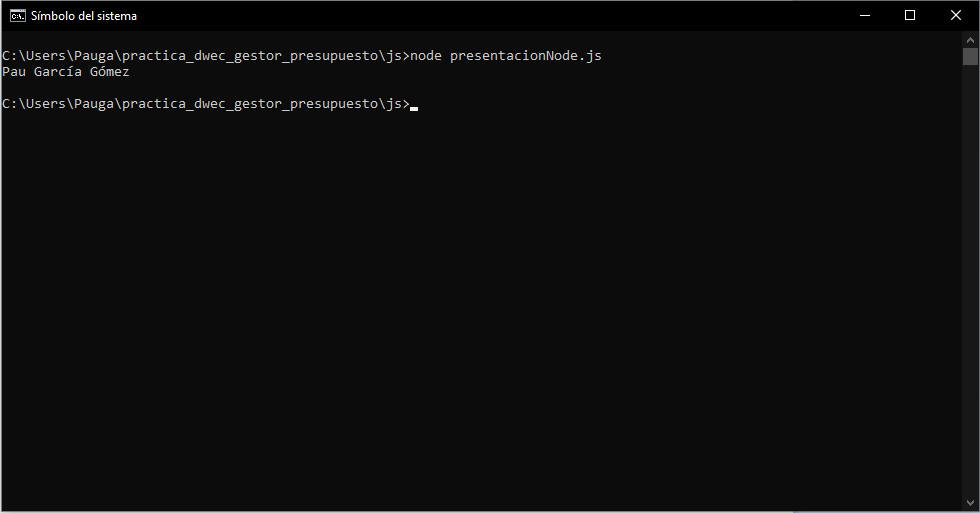 Símbolo del sistema
C:\Users\Pauga\practica_dwec_gestor_presupuesto\js>node presentacionNode.js
Pau García Gómez
C:\Users\Pauga\practica_dwec_gestor_presupuesto\js>